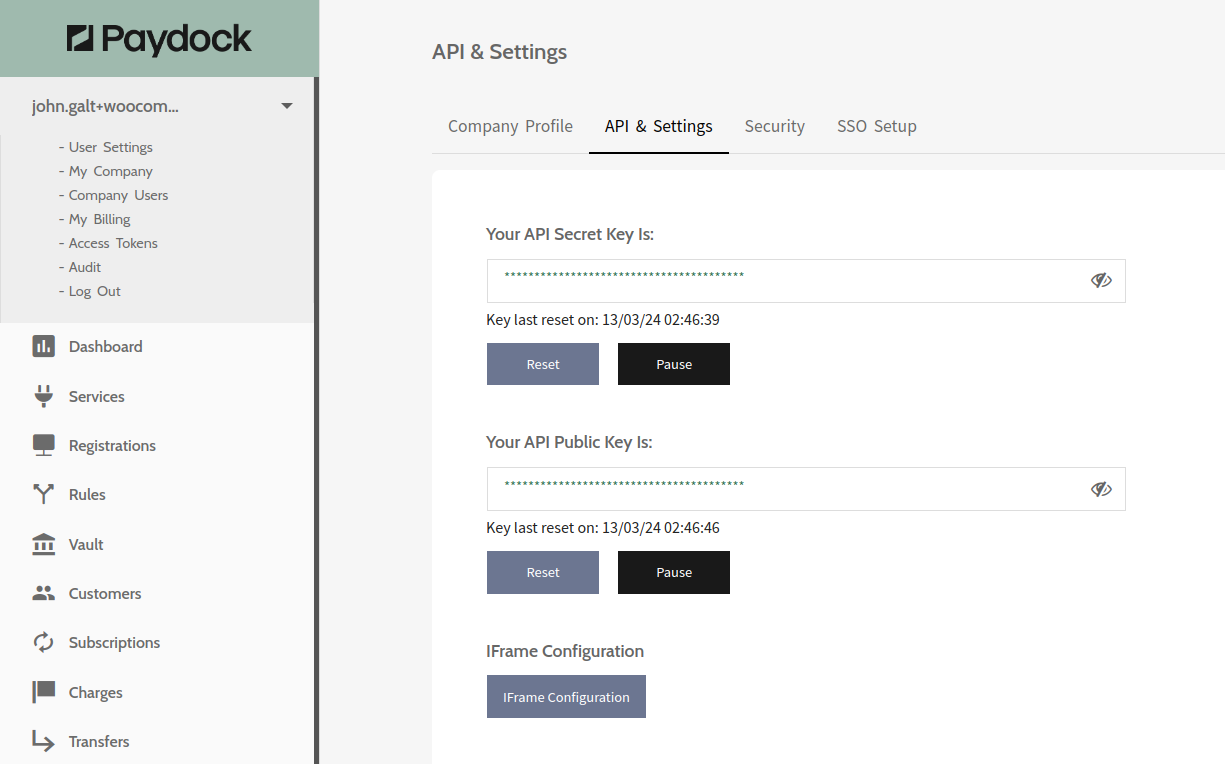 Paydock
john.galt+woocom...
- User Settings
- My Company
- Company Users
- My Billing
- Access Tokens
- Audit
- Log Out
Dashboard
Services
Registrations
Rules
Vault
Customers
Subscriptions
Charges
Transfers
API & Settings
Company Profile API & Settings Security SSO Setup
Your API Secret Key Is:
****************************************
Key last reset on: 13/03/24 02:46:39
Reset Pause
Your API Public Key Is:
****************************************
Key last reset on: 13/03/24 02:46:46
Reset Pause
IFrame Configuration
IFrame Configuration